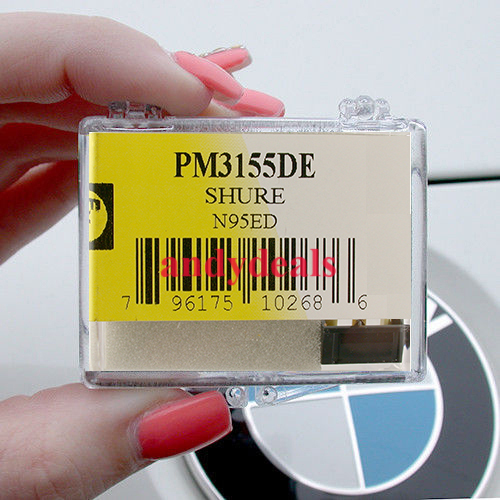 PM3155DE
SHURE
N95ED
andydeals
7 96175 10268 6